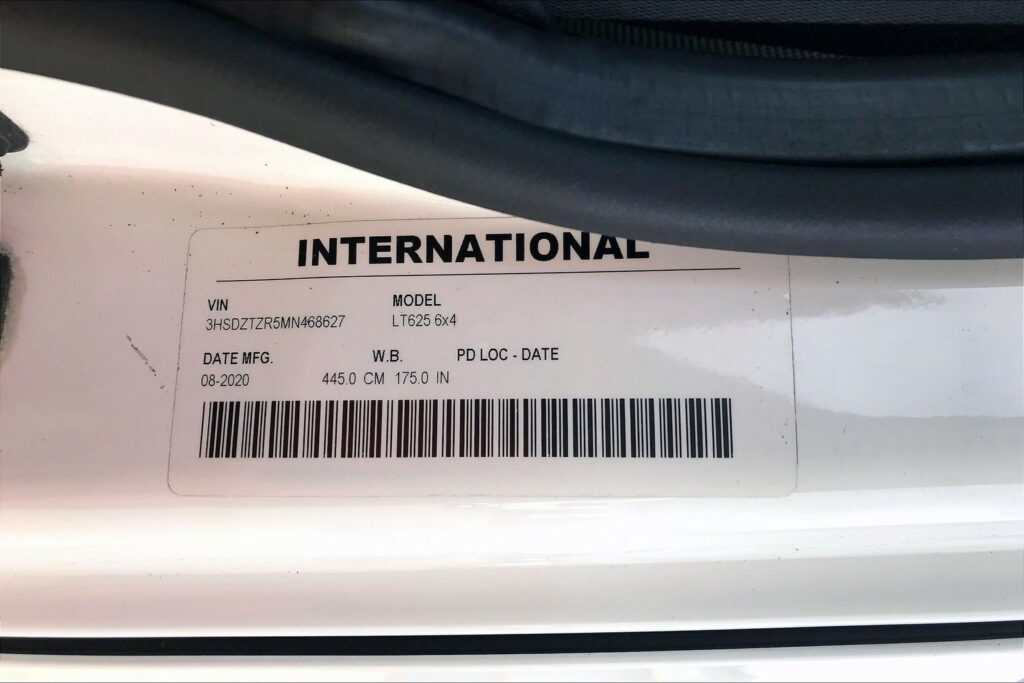 INTERNATIONAL
VIN MODEL
3HSDZTZR5MN468627 LT625 6x4
DATE MFG. W.B. PD LOC - DATE
08-2020 445.0 CM 175.0 IN